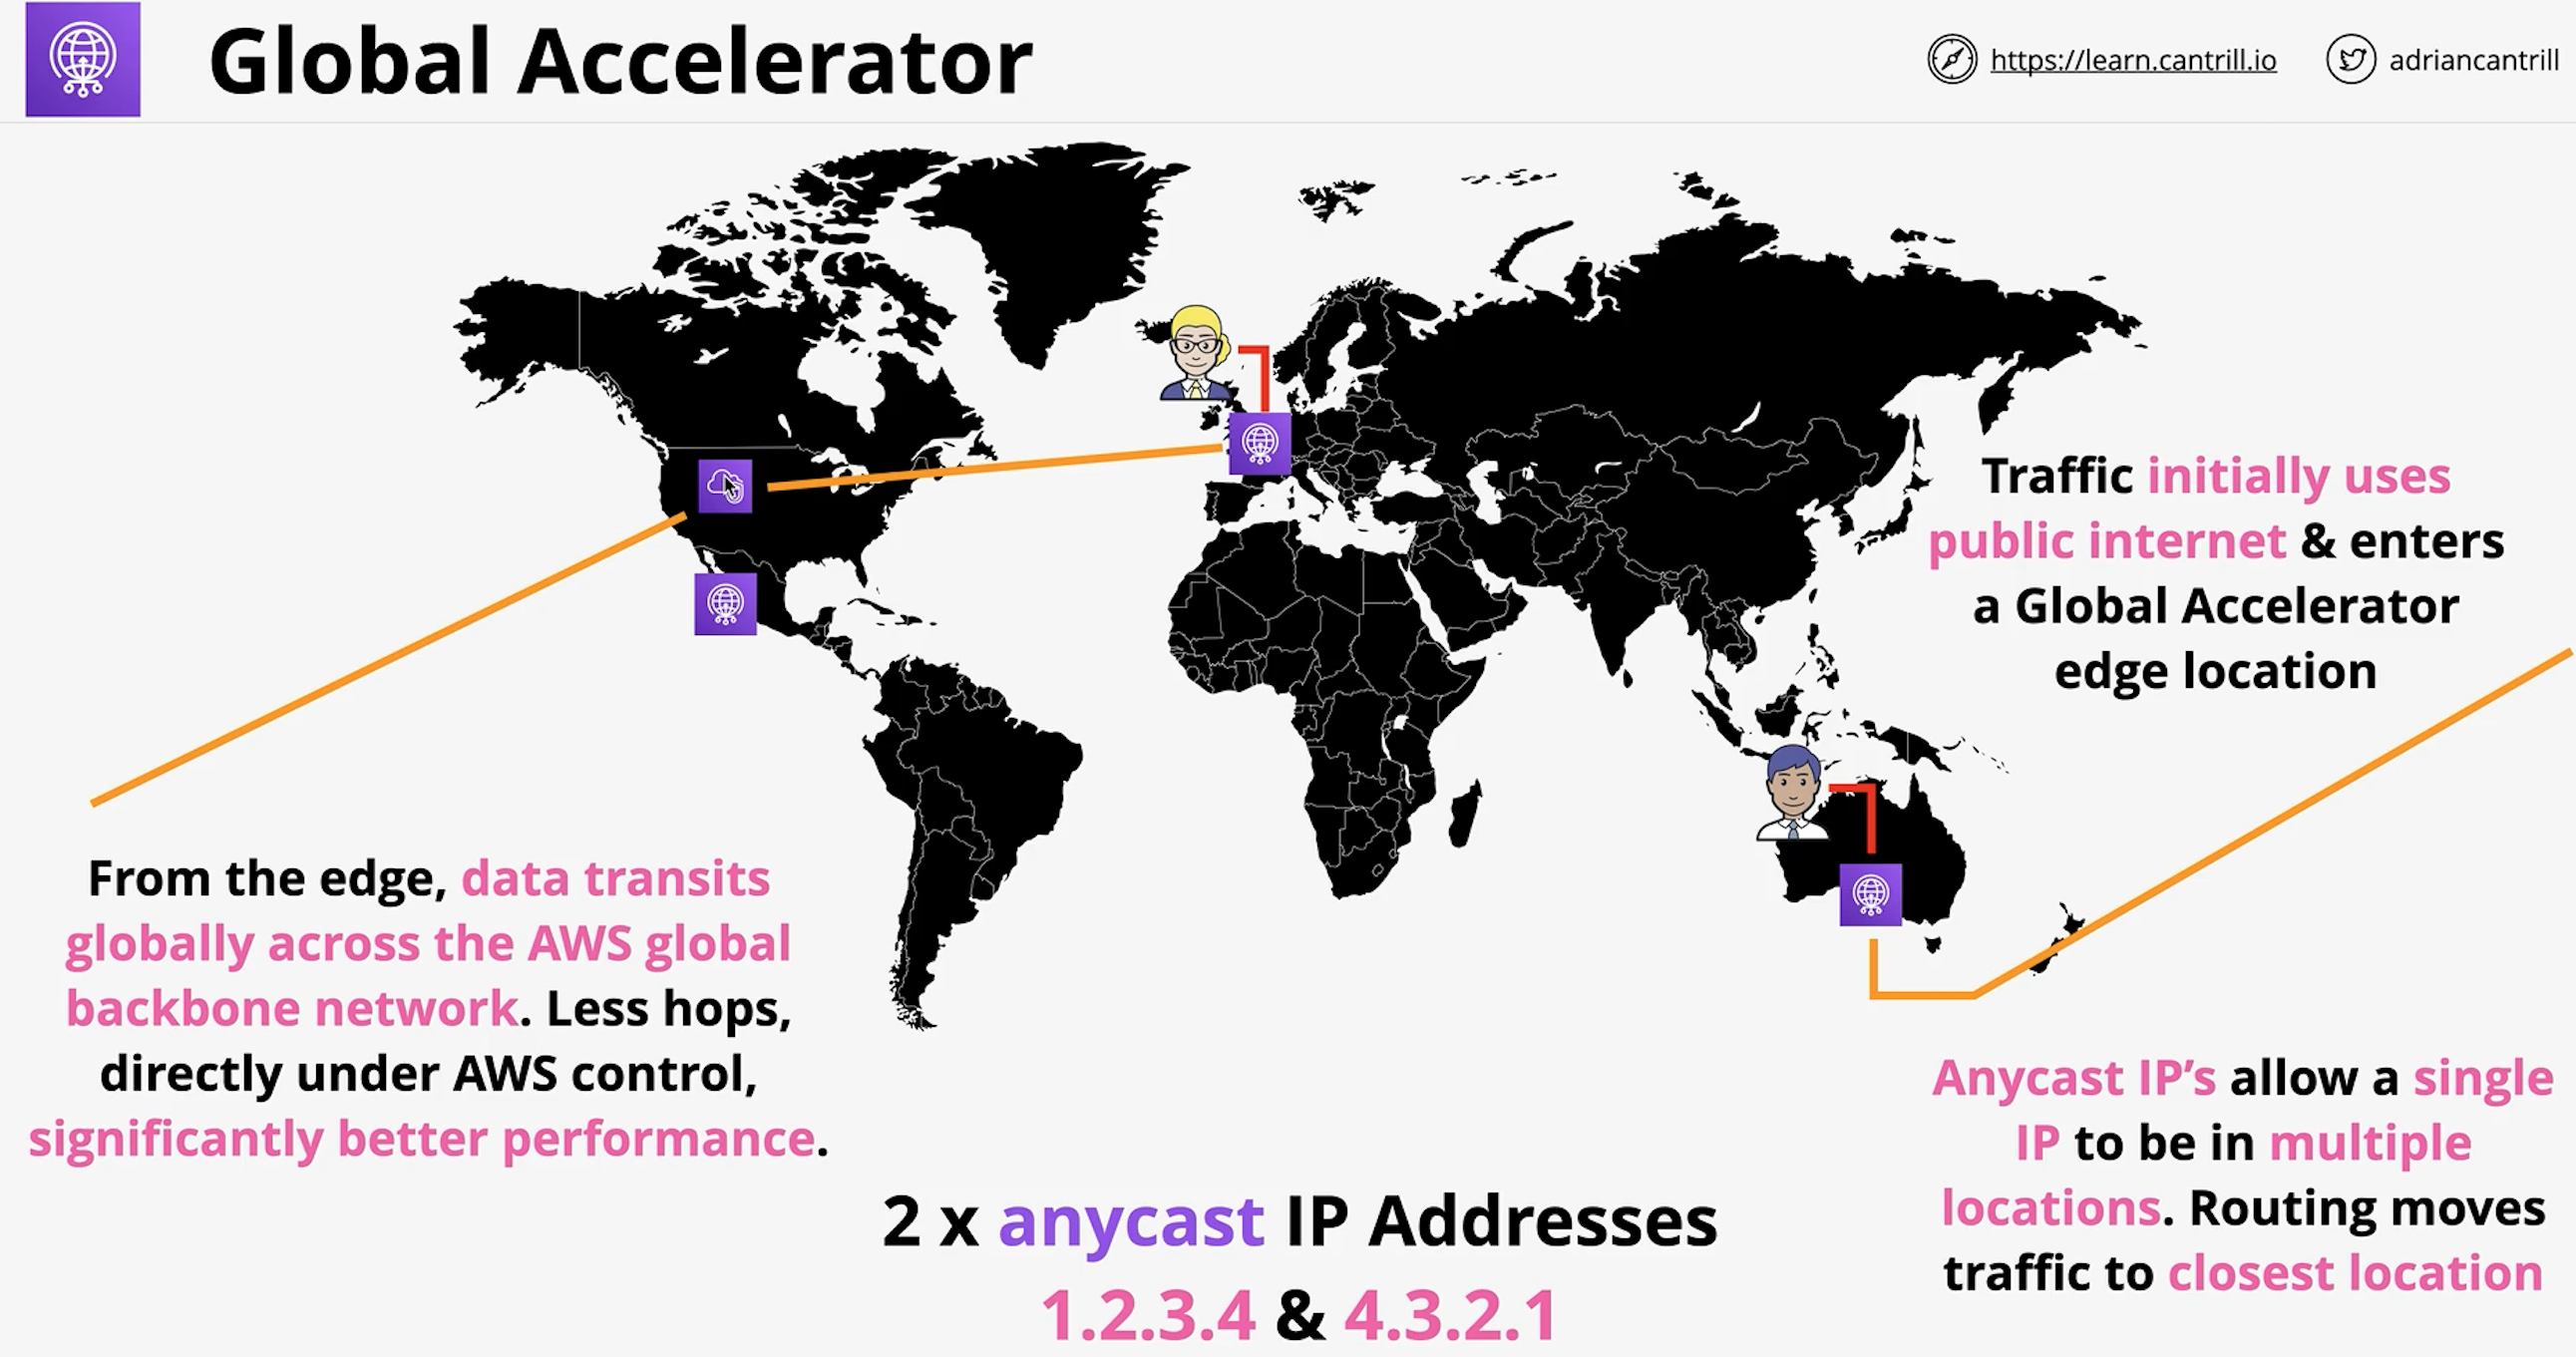 Global Accelerator
https://learn.cantrill.io
adriancantrill
Traffic initially uses
public internet & enters
a Global Accelerator
edge location
From the edge, data transits
globally across the AWS global
backbone network. Less hops,
directly under AWS control,
significantly better performance.
Anycast IP’s allow a single
IP to be in multiple
locations. Routing moves
traffic to closest location
2 x anycast IP Addresses
1.2.3.4 & 4.3.2.1